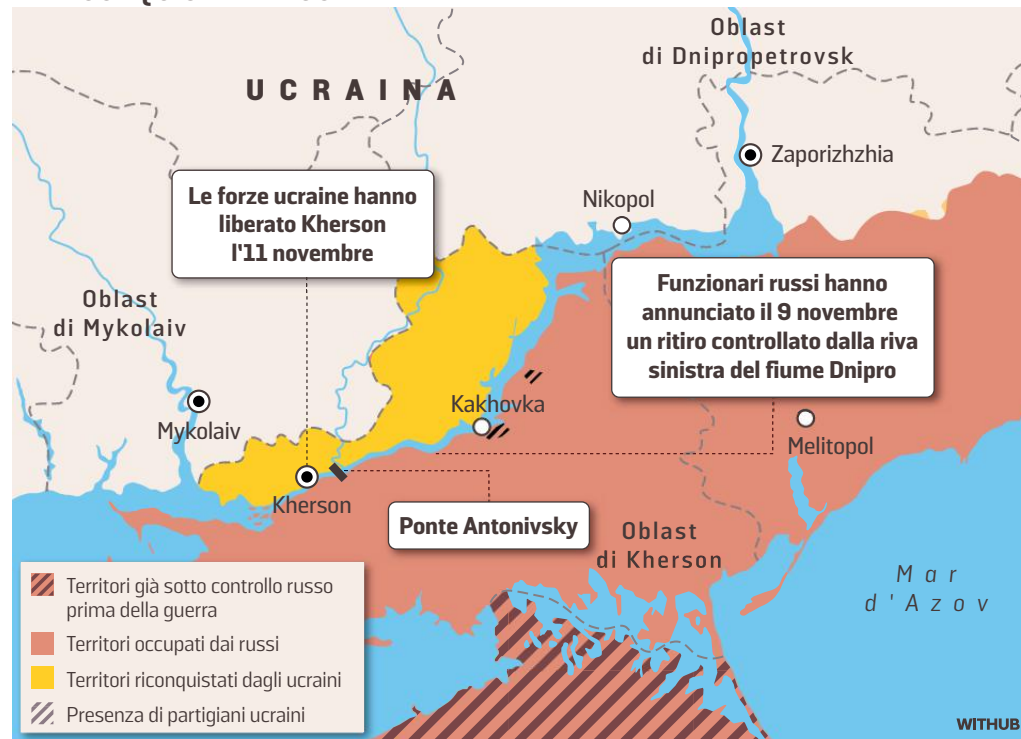 Oblast
di Dnipropetrovsk
UCRAINA
Zaporizhzhia
Le forze ucraine hanno
liberato Kherson
l'11 novembre
Nikopol
Funzionari russi hanno
annunciato il 9 novembre
un ritiro controllato dalla riva
sinistra del fiume Dnipro
Oblast
di Mykolaiv
Mykolaiv
Kakhovka
Melitopol
Kherson
Ponte Antonivsky
Oblast
di Kherson
Mar
d'Azov
Territori già sotto controllo russo
prima della guerra
Territori occupati dai russi
Territori riconquistati dagli ucraini
Presenza di partigiani ucraini
WITHUB